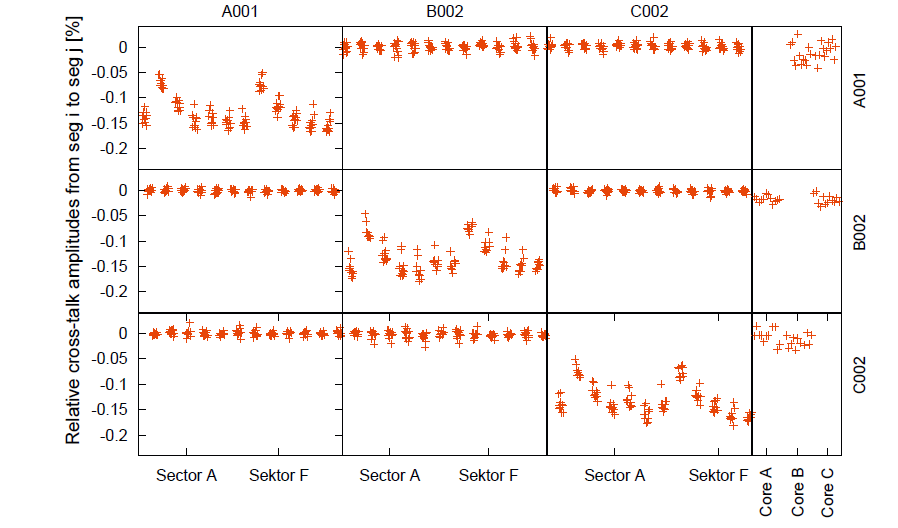 A001 B002 C002
Relative cross-talk amplitudes from seg i to seg j [%]
0
-0.05
-0.1
-0.15
-0.2
A001
0
-0.05
-0.1
-0.15
-0.2
B002
0
-0.05
-0.1
-0.15
-0.2
C002
Sector A Sektor F Sector A Sektor F Sector A Sektor F Core A Core B Core C